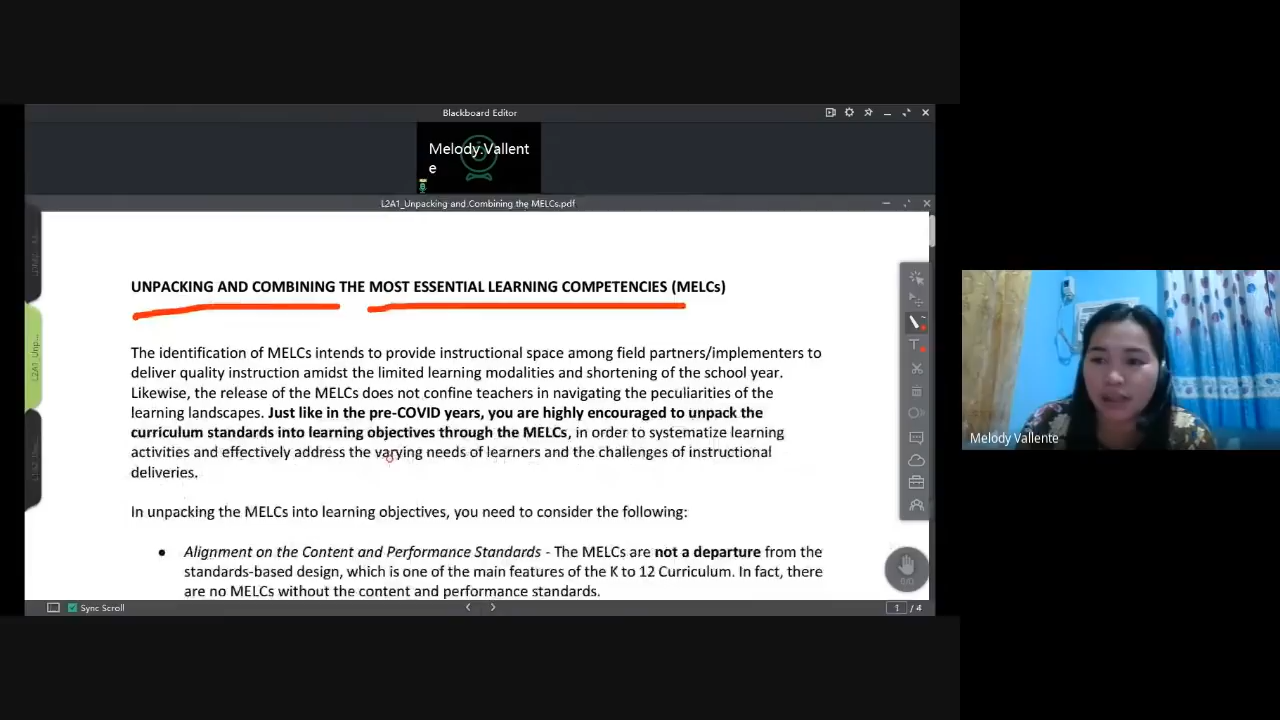 Blackboard Editor
Melody Vallent
e
L2A1_Unpacking and Combining the MELCs.pdf
UNPACKING AND COMBINING THE MOST ESSENTIAL LEARNING COMPETENCIES (MELCs)
The identification of MELCs intends to provide instructional space among field partners/implementers to
deliver quality instruction amidst the limited learning modalities and shortening of the school year.
Likewise, the release of the MELCs does not confine teachers in navigating the peculiarities of the
learning landscapes. Just like in the pre-COVID years, you are highly encouraged to unpack the
curriculum standards into learning objectives through the MELCs, in order to systematize learning
activities and effectively address the varying needs of learners and the challenges of instructional
deliveries.
In unpacking the MELCs into learning objectives, you need to consider the following:
● Alignment on the Content and Performance Standards - The MELCs are not a departure from the
standards-based design, which is one of the main features of the K to 12 Curriculum. In fact, there
are no MELCs without the content and performance standards.
0/0
Sync Scroll
1 / 4
Melody Vallente